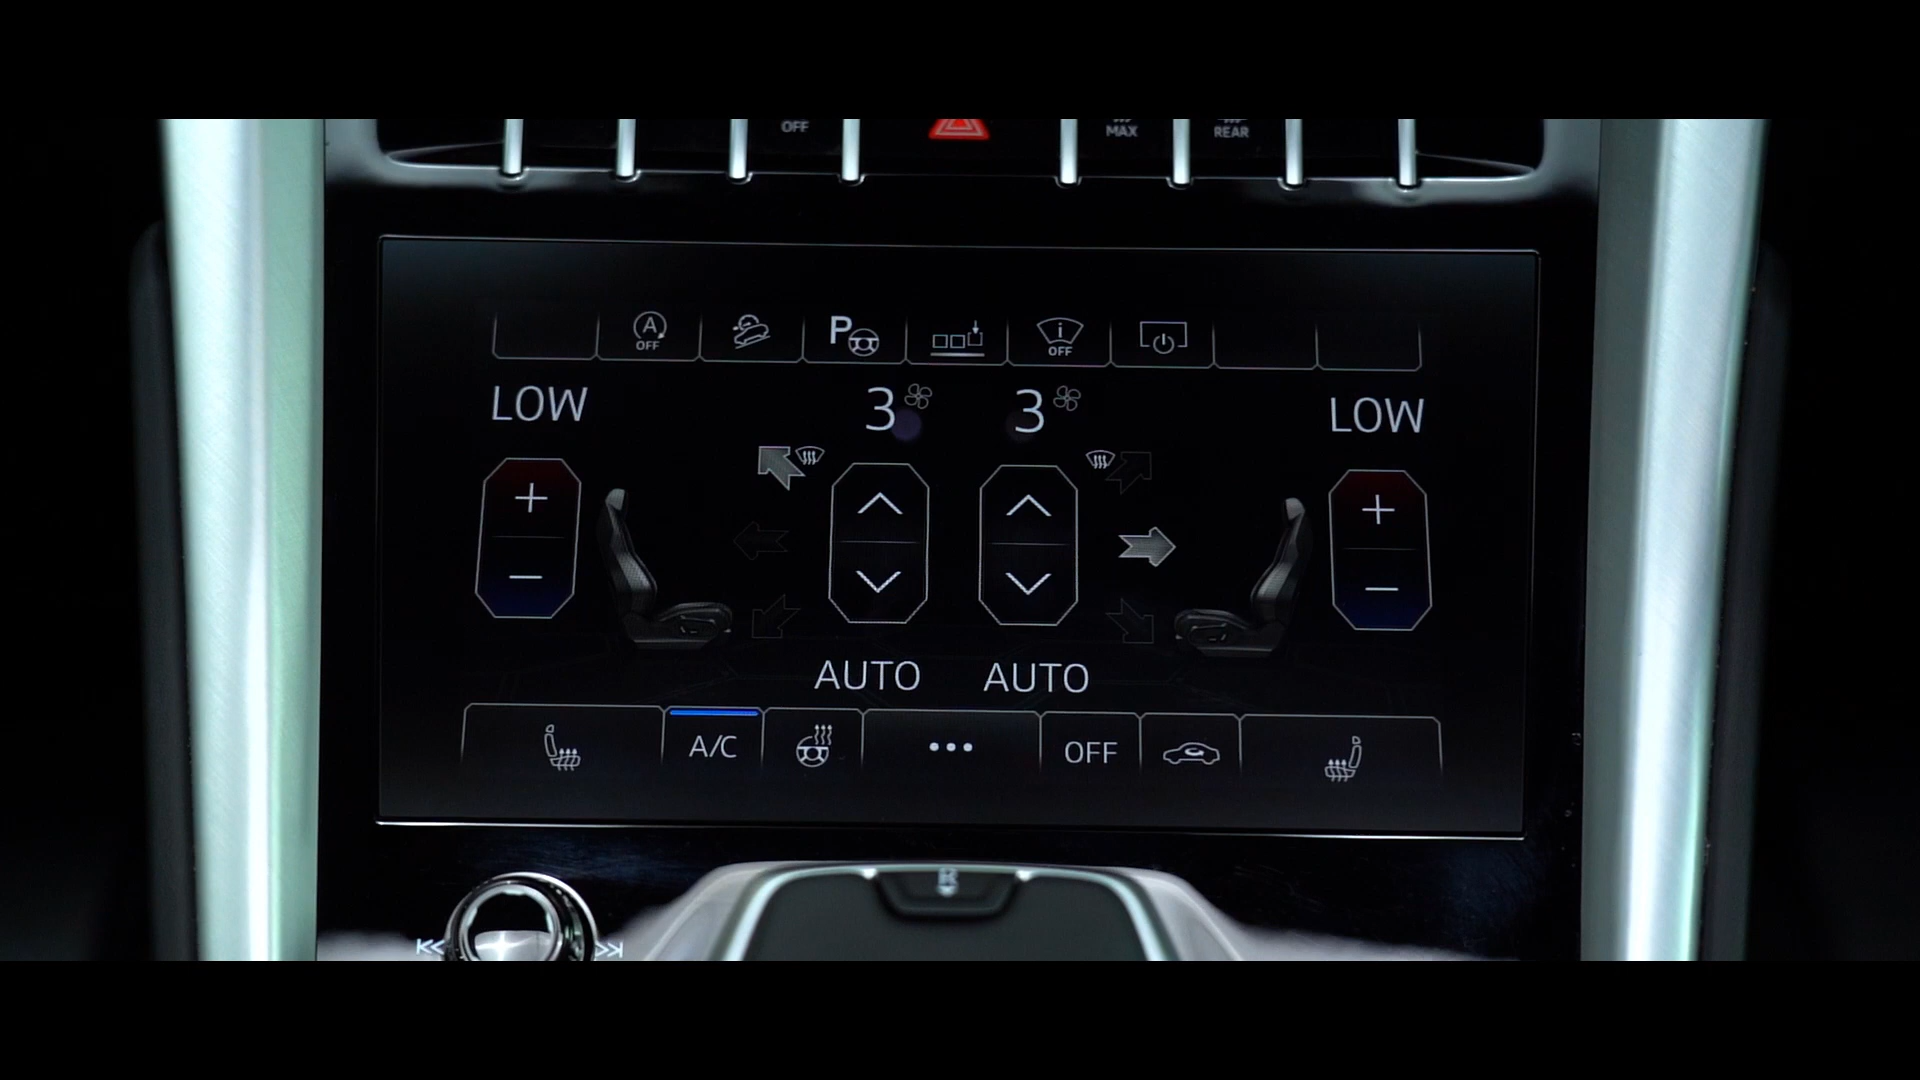 OFF MAX REAR
A OFF P i OFF
LOW 3 3 LOW
+ +
− −
AUTO AUTO
A/C ... OFF